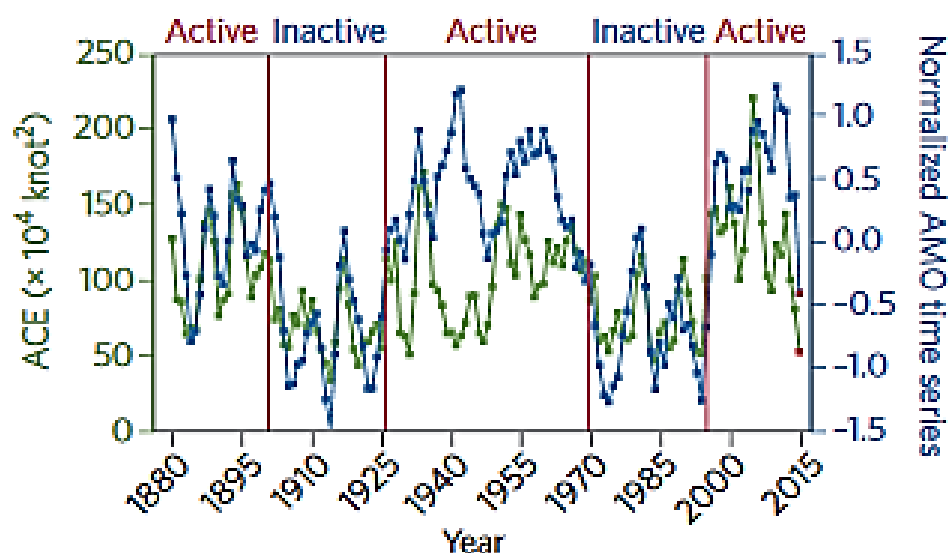 Active Inactive Active Inactive Active
ACE (× 10⁴ knot²)
250
200
150
100
50
0
1.5
1.0
0.5
0.0
−0.5
−1.0
−1.5
Normalized AMO time series
1880 1895 1910 1925 1940 1955 1970 1985 2000 2015
Year